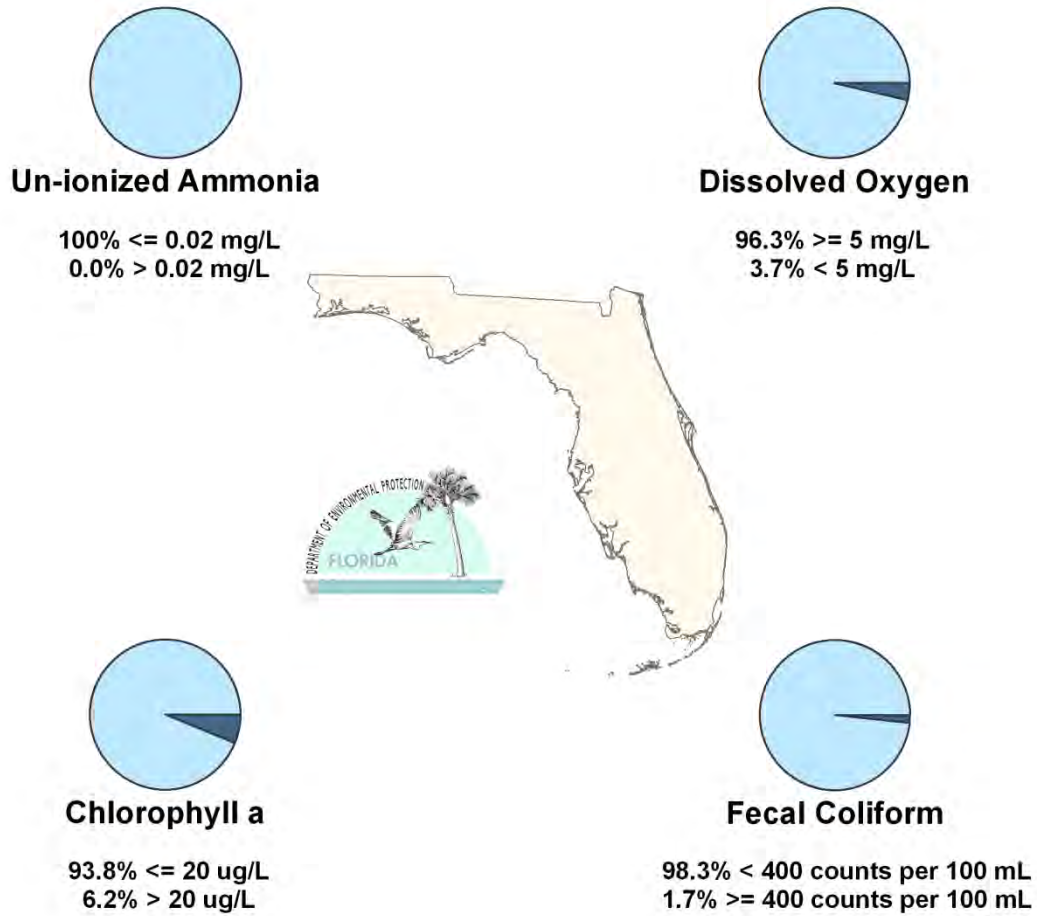 Un-ionized Ammonia
100% <= 0.02 mg/L
0.0% > 0.02 mg/L
Dissolved Oxygen
96.3% >= 5 mg/L
3.7% < 5 mg/L
DEPARTMENT OF ENVIRONMENTAL PROTECTION
FLORIDA
Chlorophyll a
93.8% <= 20 ug/L
6.2% > 20 ug/L
Fecal Coliform
98.3% < 400 counts per 100 mL
1.7% >= 400 counts per 100 mL